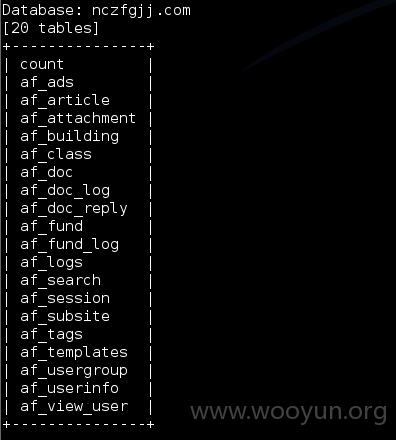 Database: nczfgjj.com
[20 tables]
+---------------+
| count         |
| af_ads        |
| af_article    |
| af_attachment |
| af_building   |
| af_class      |
| af_doc        |
| af_doc_log    |
| af_doc_reply  |
| af_fund       |
| af_fund_log   |
| af_logs       |
| af_search     |
| af_session    |
| af_subsite    |
| af_tags       |
| af_templates  |
| af_usergroup  |
| af_userinfo   |
| af_view_user  |
+---------------+
www.wooyun.org